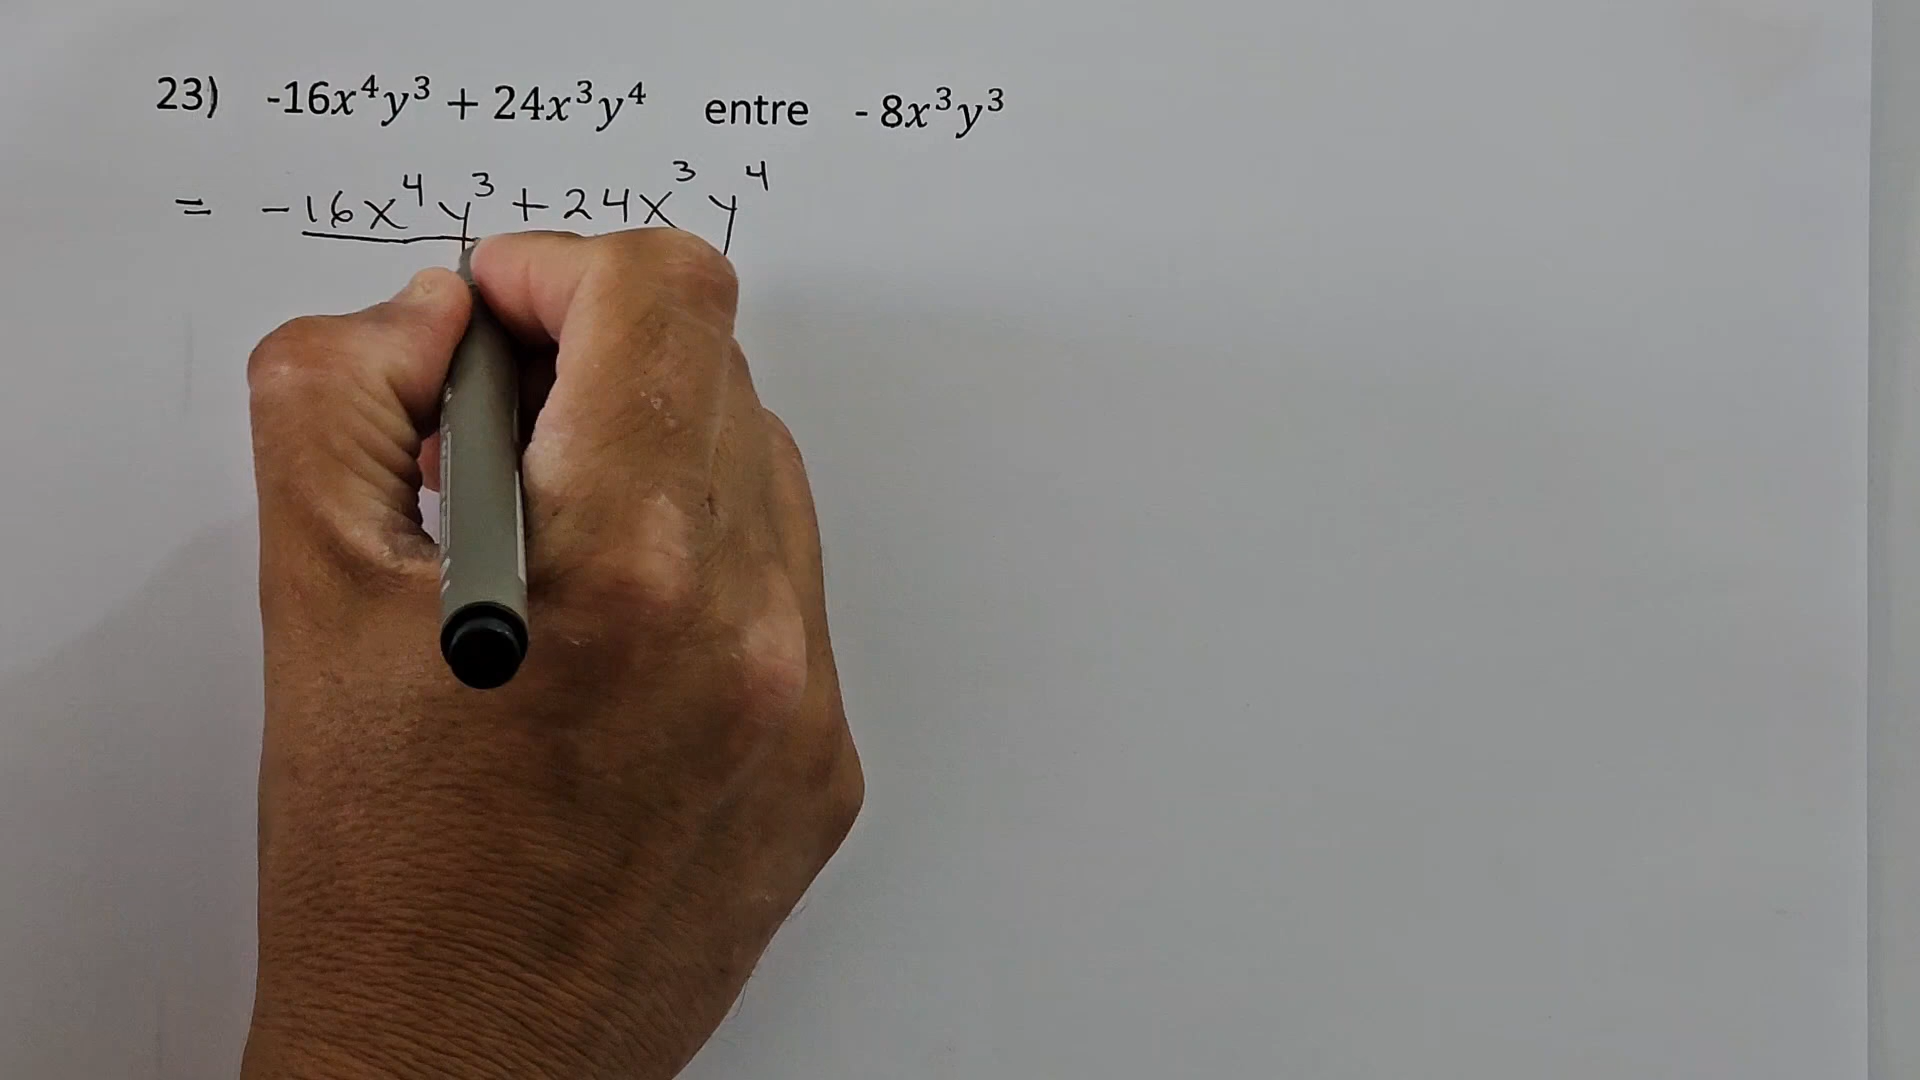 23) -16x⁴y³ + 24x³y⁴ entre - 8x³y³
= -16x⁴y³ + 24x³y⁴